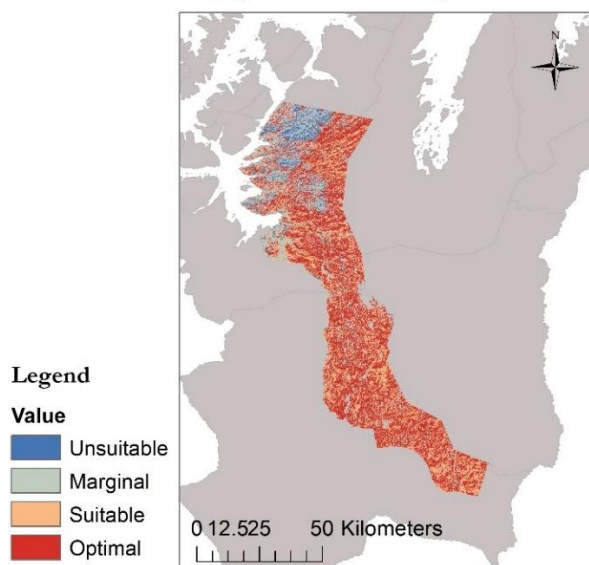 N
Legend
Value
Unsuitable
Marginal
Suitable
Optimal
0 12.525 50 Kilometers